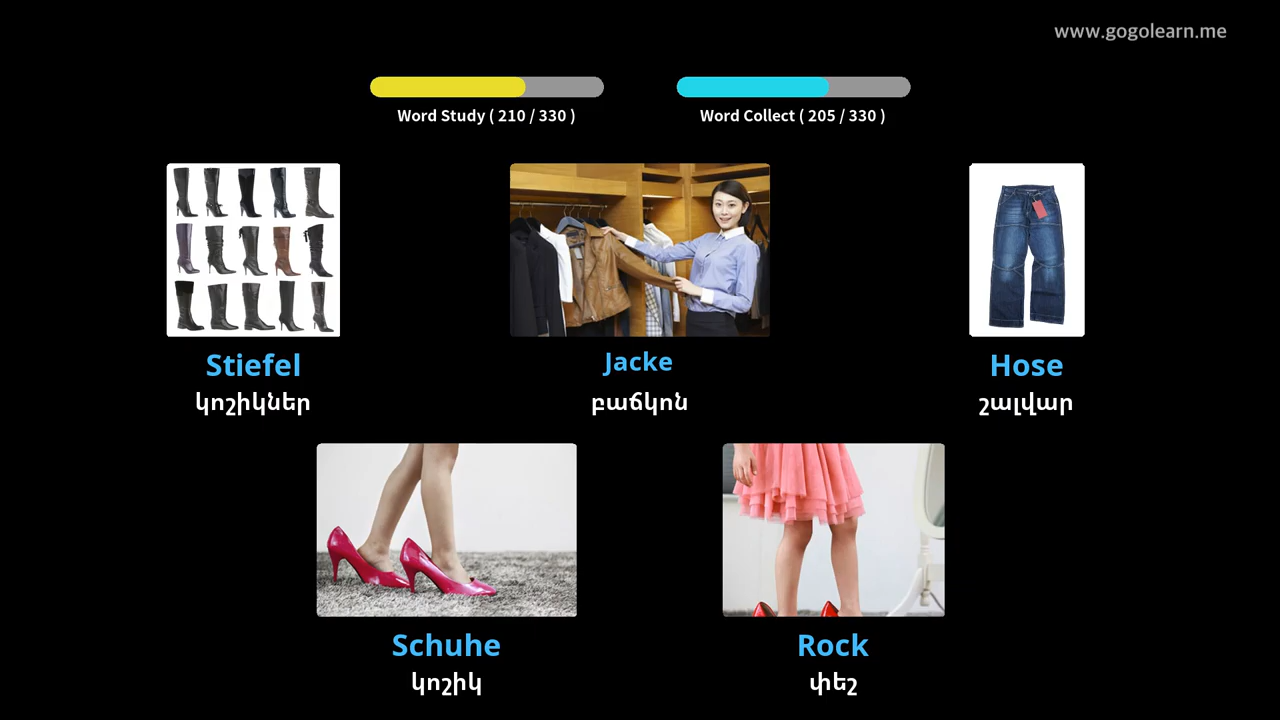 www.gogolearn.me
Word Study ( 210 / 330 )
Word Collect ( 205 / 330 )
Stiefel
կոշիկներ
Jacke
բաճկոն
Hose
շալվար
Schuhe
կոշիկ
Rock
փեշ